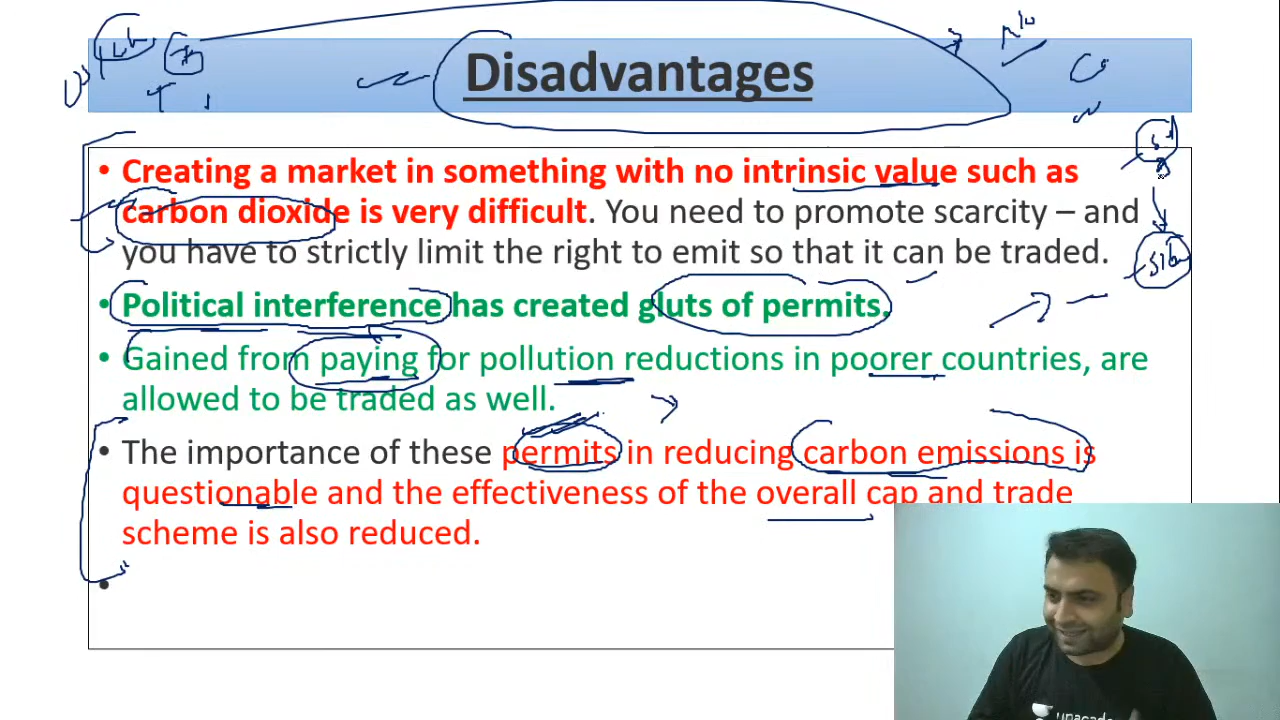 Disadvantages
• Creating a market in something with no intrinsic value such as
carbon dioxide is very difficult. You need to promote scarcity – and
you have to strictly limit the right to emit so that it can be traded.
• Political interference has created gluts of permits,
• Gained from paying for pollution reductions in poorer countries, are
allowed to be traded as well.
• The importance of these permits in reducing carbon emissions is
questionable and the effectiveness of the overall cap and trade
scheme is also reduced.
•